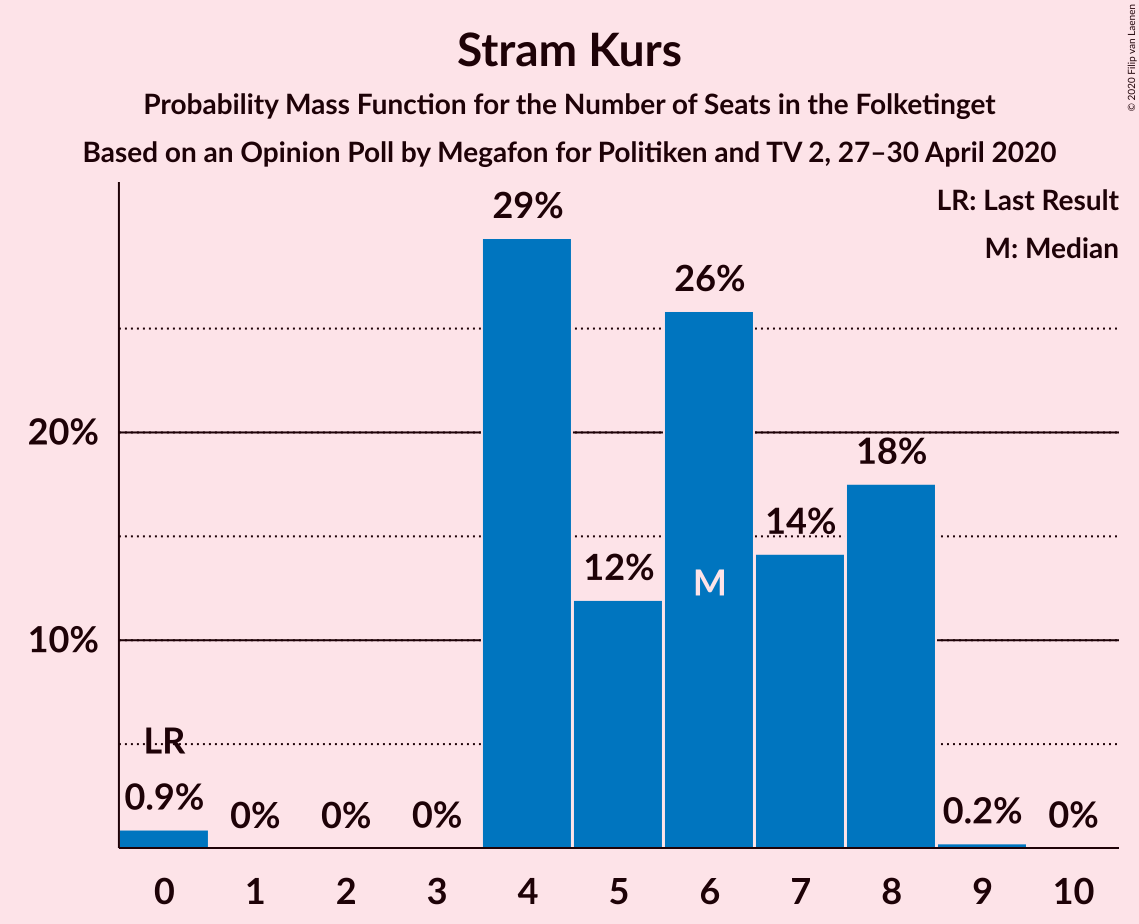 Stram Kurs
Probability Mass Function for the Number of Seats in the Folketinget
Based on an Opinion Poll by Megafon for Politiken and TV 2, 27–30 April 2020
© 2020 Filip van Laenen
LR: Last Result
M: Median
29%
26%
20%
18%
14%
12%
M
10%
LR
0.9%
0%
0%
0%
0.2%
0%
0 1 2 3 4 5 6 7 8 9 10